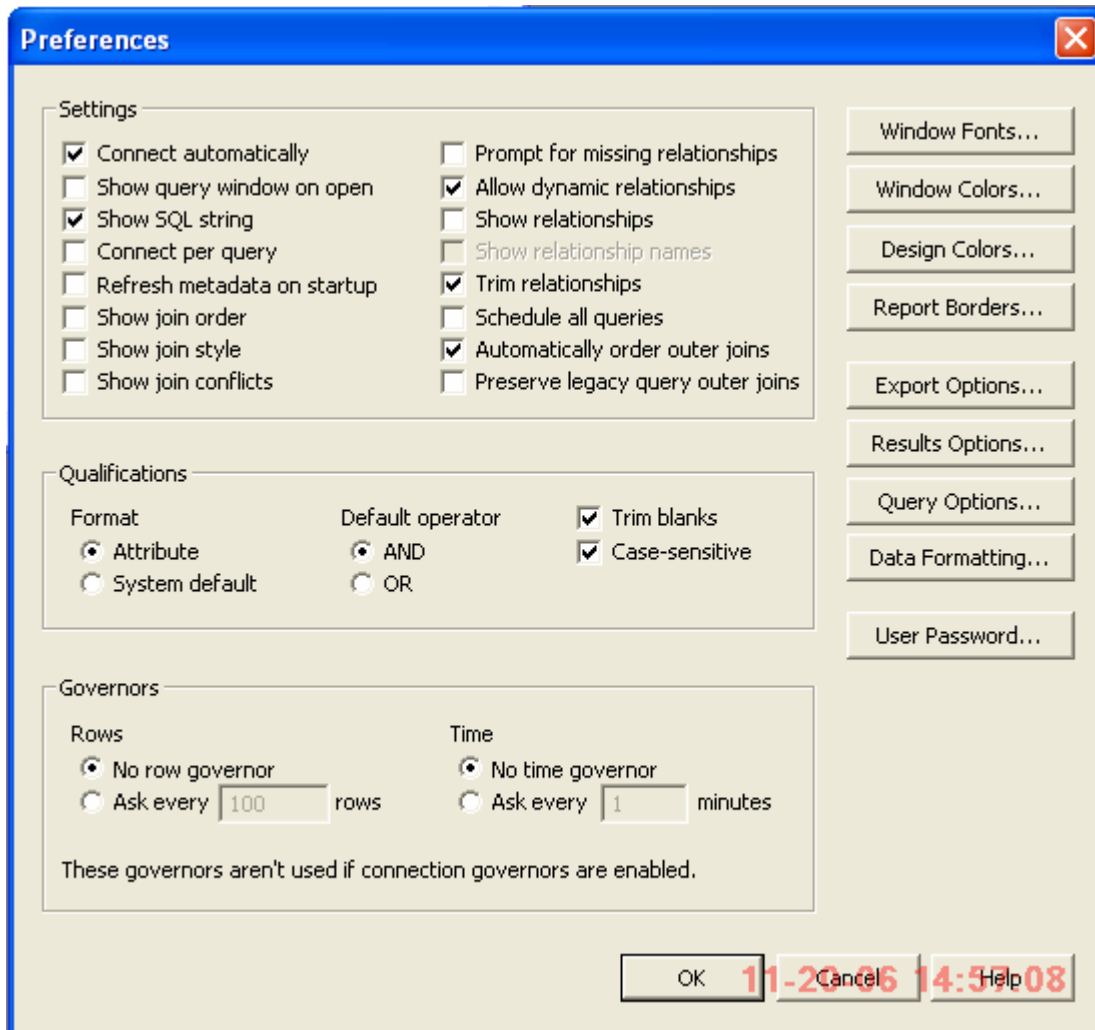 Preferences
Settings
Connect automatically
Show query window on open
Show SQL string
Connect per query
Refresh metadata on startup
Show join order
Show join style
Show join conflicts
Prompt for missing relationships
Allow dynamic relationships
Show relationships
Show relationship names
Trim relationships
Schedule all queries
Automatically order outer joins
Preserve legacy query outer joins
Window Fonts...
Window Colors...
Design Colors...
Report Borders...
Export Options...
Results Options...
Query Options...
Data Formatting...
User Password...
Qualifications
Format
Attribute
System default
Default operator
AND
OR
Trim blanks
Case-sensitive
Governors
Rows
No row governor
Ask every 100 rows
Time
No time governor
Ask every 1 minutes
These governors aren't used if connection governors are enabled.
OK
Cancel
Help
11-20-06 14:57:08